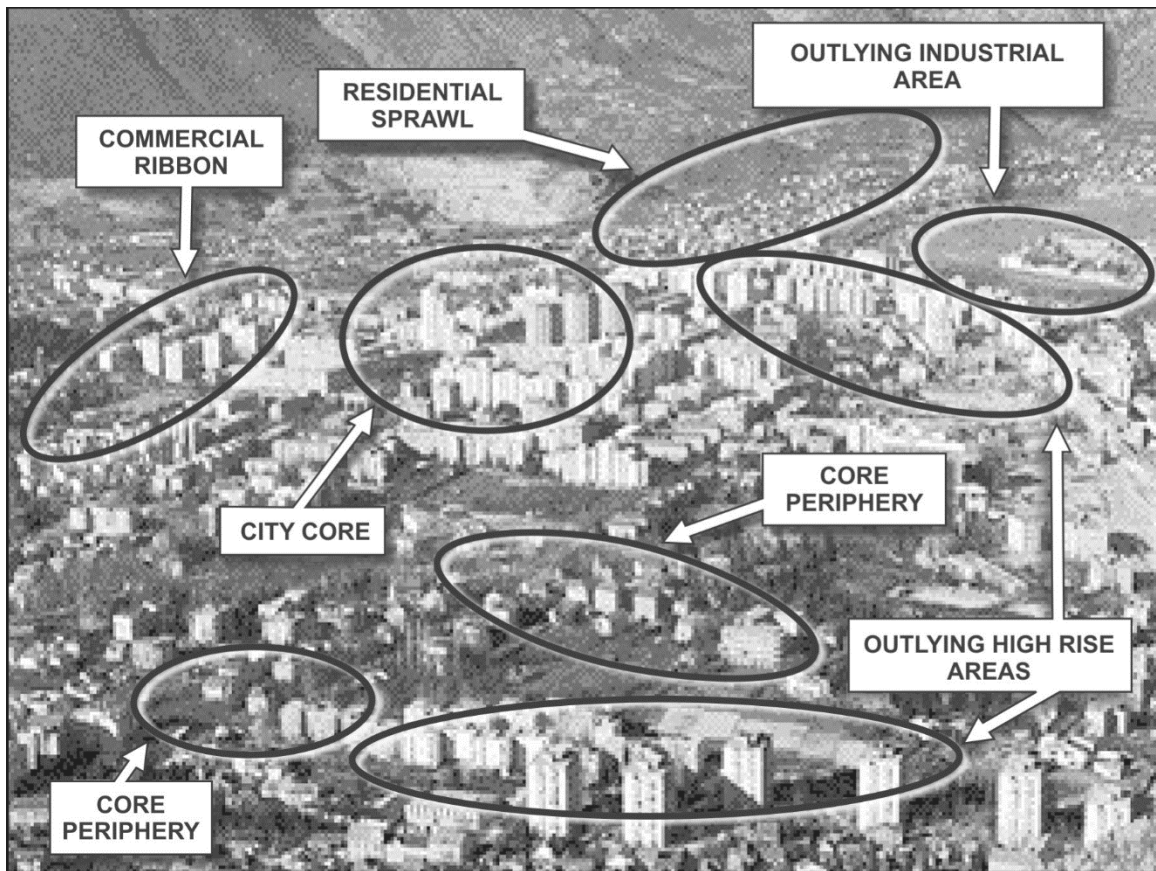 OUTLYING INDUSTRIAL
AREA
RESIDENTIAL
SPRAWL
COMMERCIAL
RIBBON
CITY CORE
CORE
PERIPHERY
OUTLYING HIGH RISE
AREAS
CORE
PERIPHERY